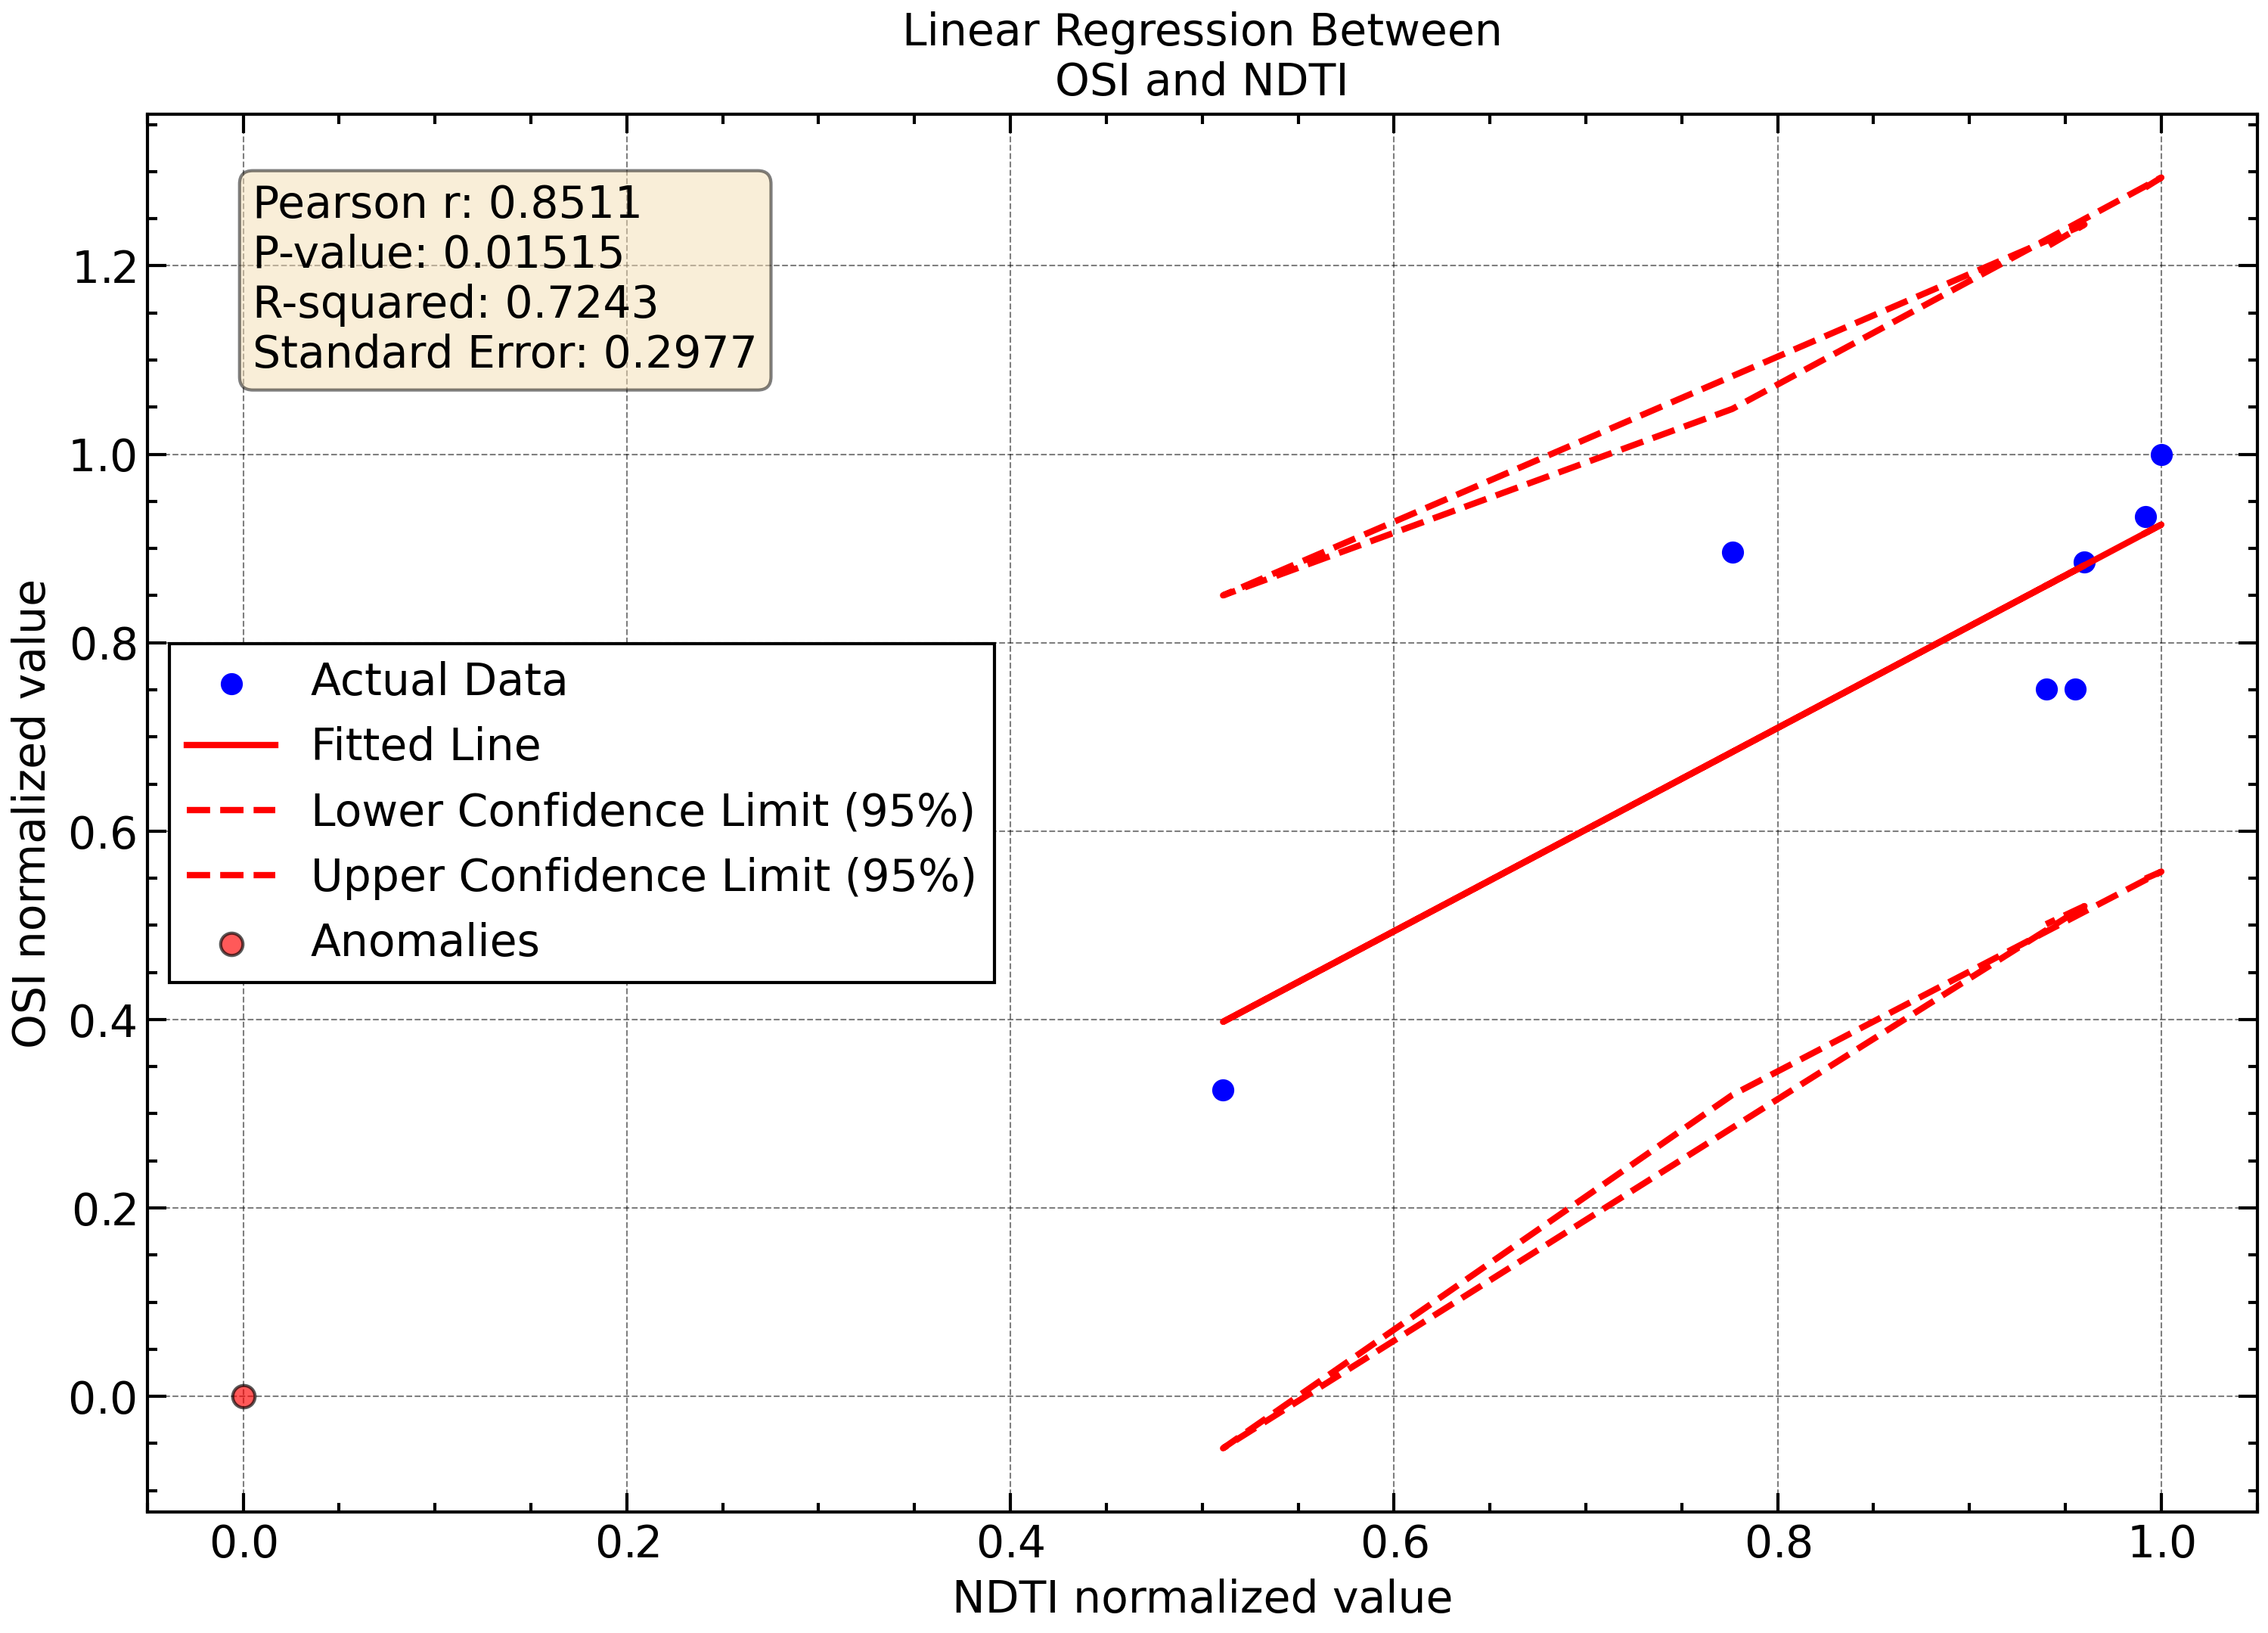 Linear Regression Between
OSI and NDTI
Pearson r: 0.8511
P-value: 0.01515
R-squared: 0.7243
Standard Error: 0.2977
1.2
1.0
0.8
0.6
0.4
0.2
0.0
OSI normalized value
Actual Data
Fitted Line
Lower Confidence Limit (95%)
Upper Confidence Limit (95%)
Anomalies
0.0 0.2 0.4 0.6 0.8 1.0
NDTI normalized value